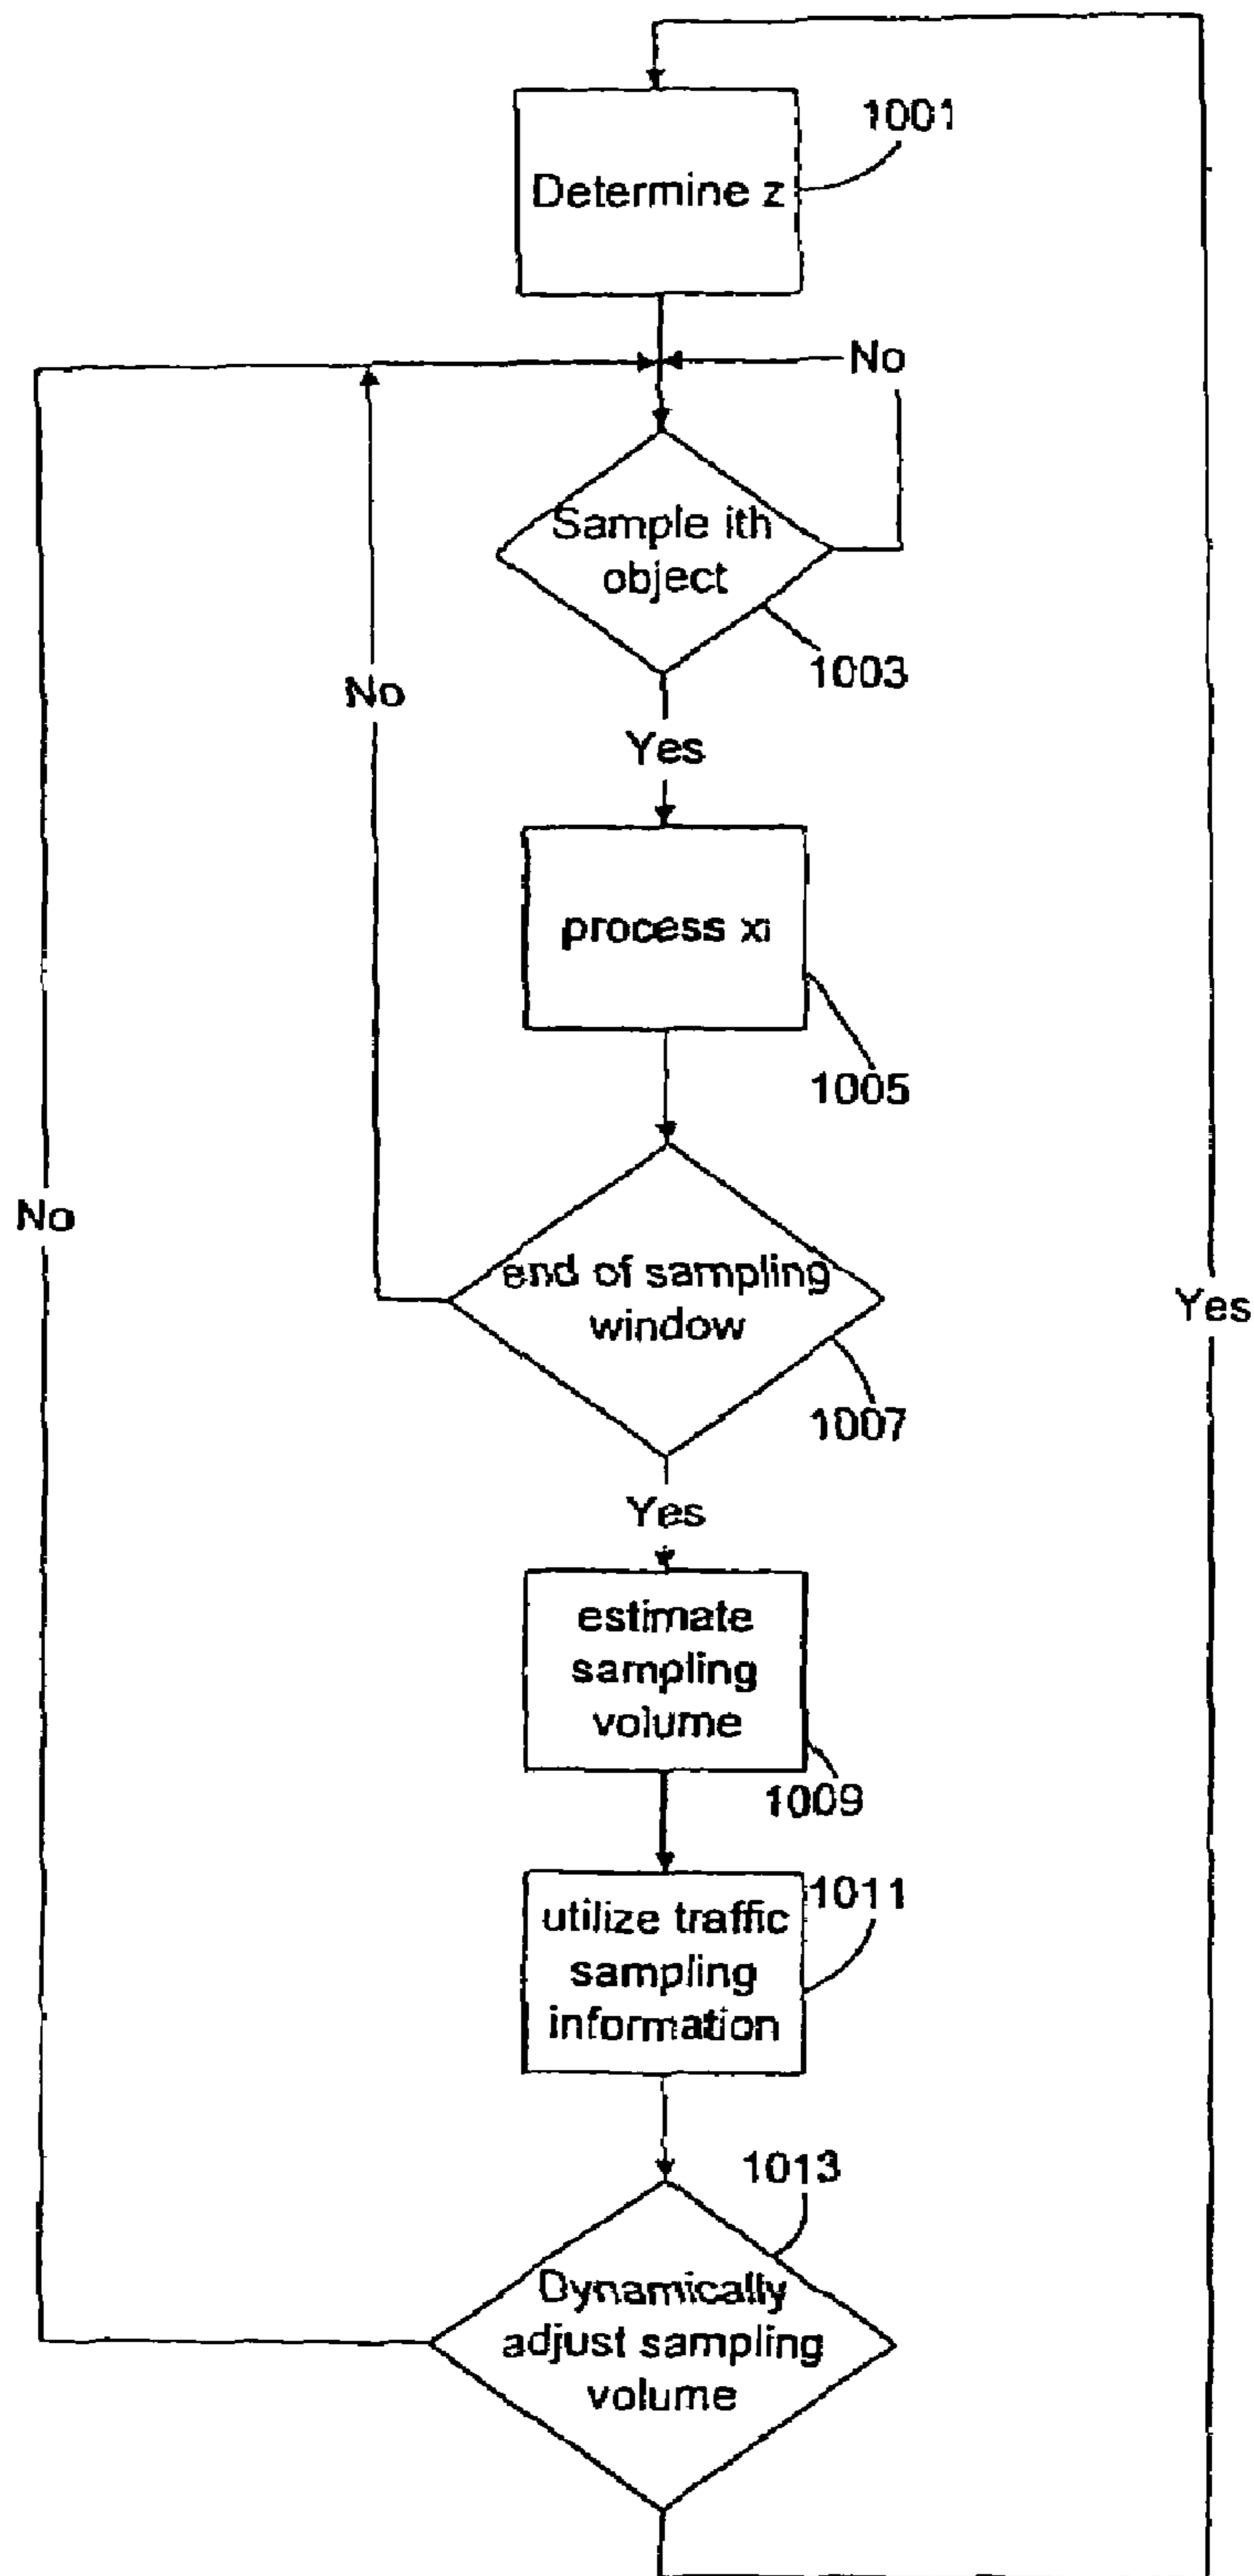 1001
Determine z
No
Sample ith
object
1003
No
Yes
process xi
1005
No
end of sampling
window
Yes
1007
Yes
estimate
sampling
volume
1009
1011
utilize traffic
sampling
information
1013
Dynamically
adjust sampling
volume